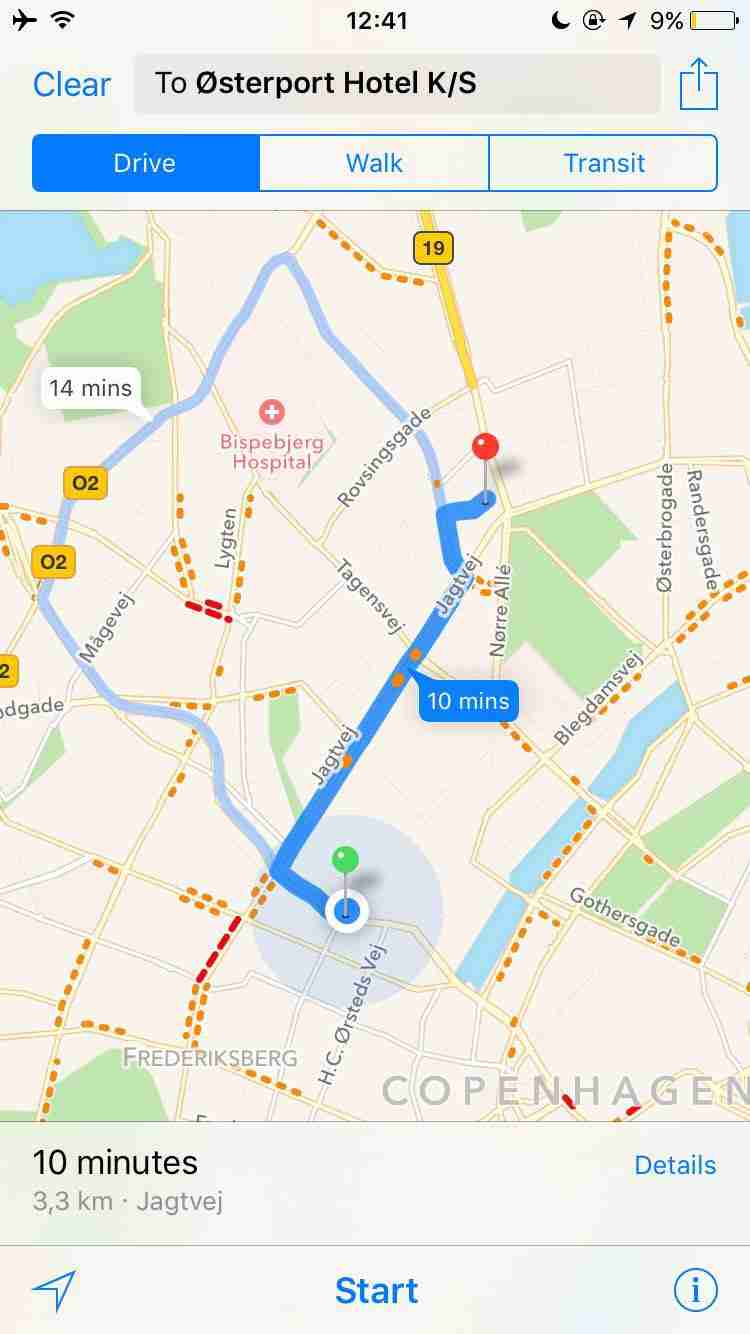 12:41
9%
Clear
To Østerport Hotel K/S
Drive
Walk
Transit
19
14 mins
Bispebjerg
Hospital
Rovsingsgade
O2
O2
Lygten
Østerbrogade
Randersgade
Mågevej
Tagensvej
Jagtvej
Nørre Allé
2
dgade
10 mins
Blegdamsvej
Jagtvej
Gothersgade
H.C. Ørsteds Vej
FREDERIKSBERG
COPENHAGEN
10 minutes
Details
3,3 km · Jagtvej
Start